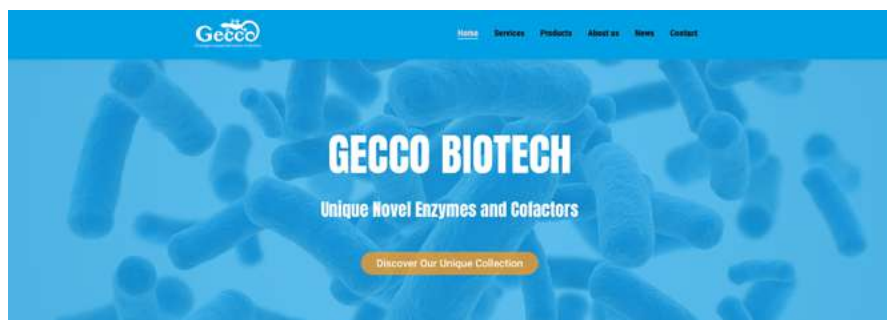 Gecco
Home Services Products About us News Contact
GECCO BIOTECH
Unique Novel Enzymes and Cofactors
Discover Our Unique Collection